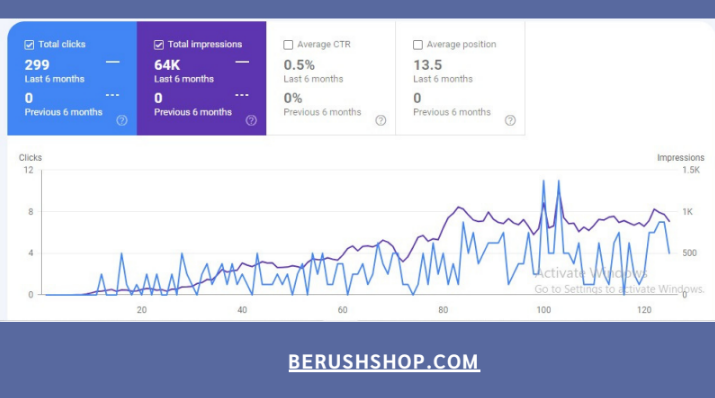 Total clicks
299
Last 6 months
0
Previous 6 months
Total impressions
64K
Last 6 months
0
Previous 6 months
Average CTR
0.5%
Last 6 months
0%
Previous 6 months
Average position
13.5
Last 6 months
0
Previous 6 months
Clicks
Impressions
12
8
4
0
1.5K
1K
500
0
20
40
60
80
100
120
Activate Windows
Go to Settings to activate Windows.
BERUSHSHOP.COM